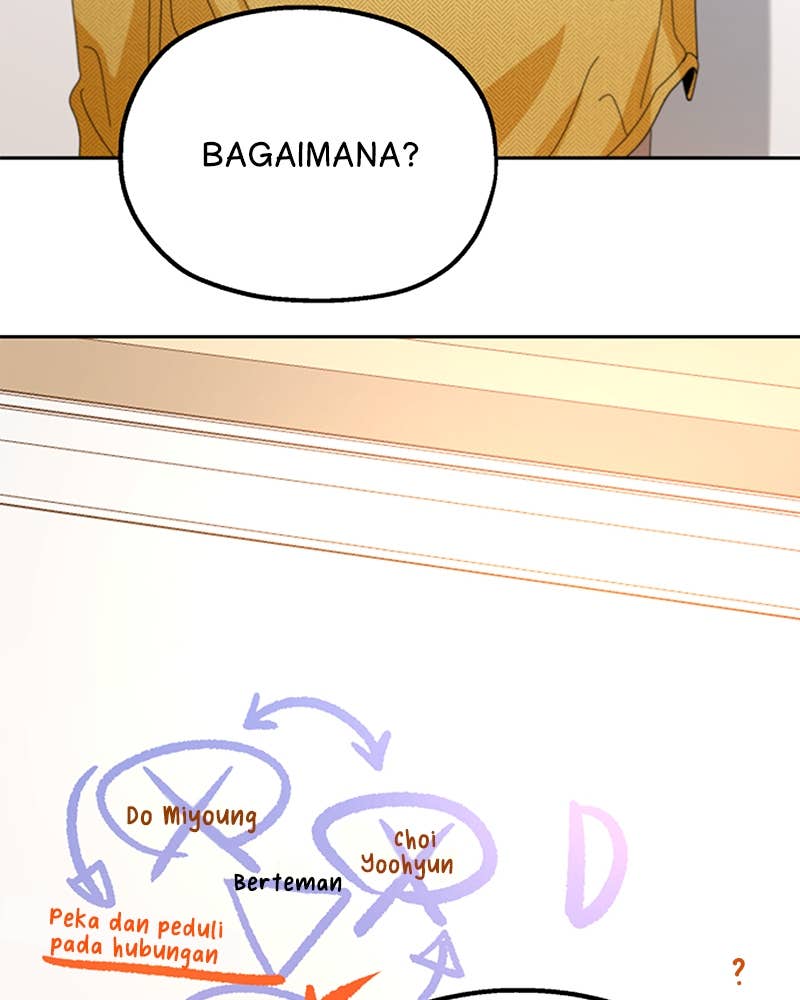 BAGAIMANA?
Do Miyoung
Choi
Yoohyun
Berteman
D
Peka dan peduli
pada hubungan
?